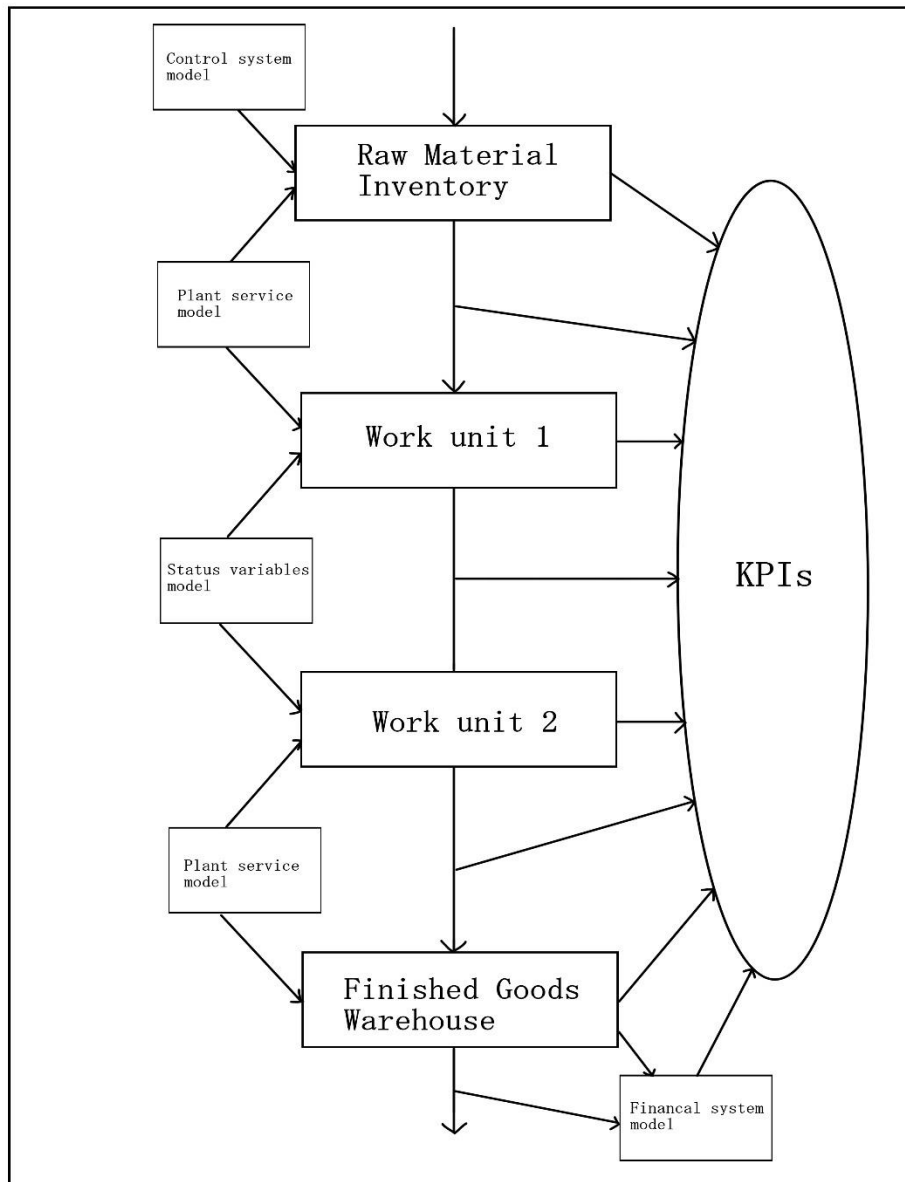 Control system
model
Raw Material
Inventory
Plant service
model
Work unit 1
Status variables
model
KPIs
Work unit 2
Plant service
model
Finished Goods
Warehouse
Financal system
model